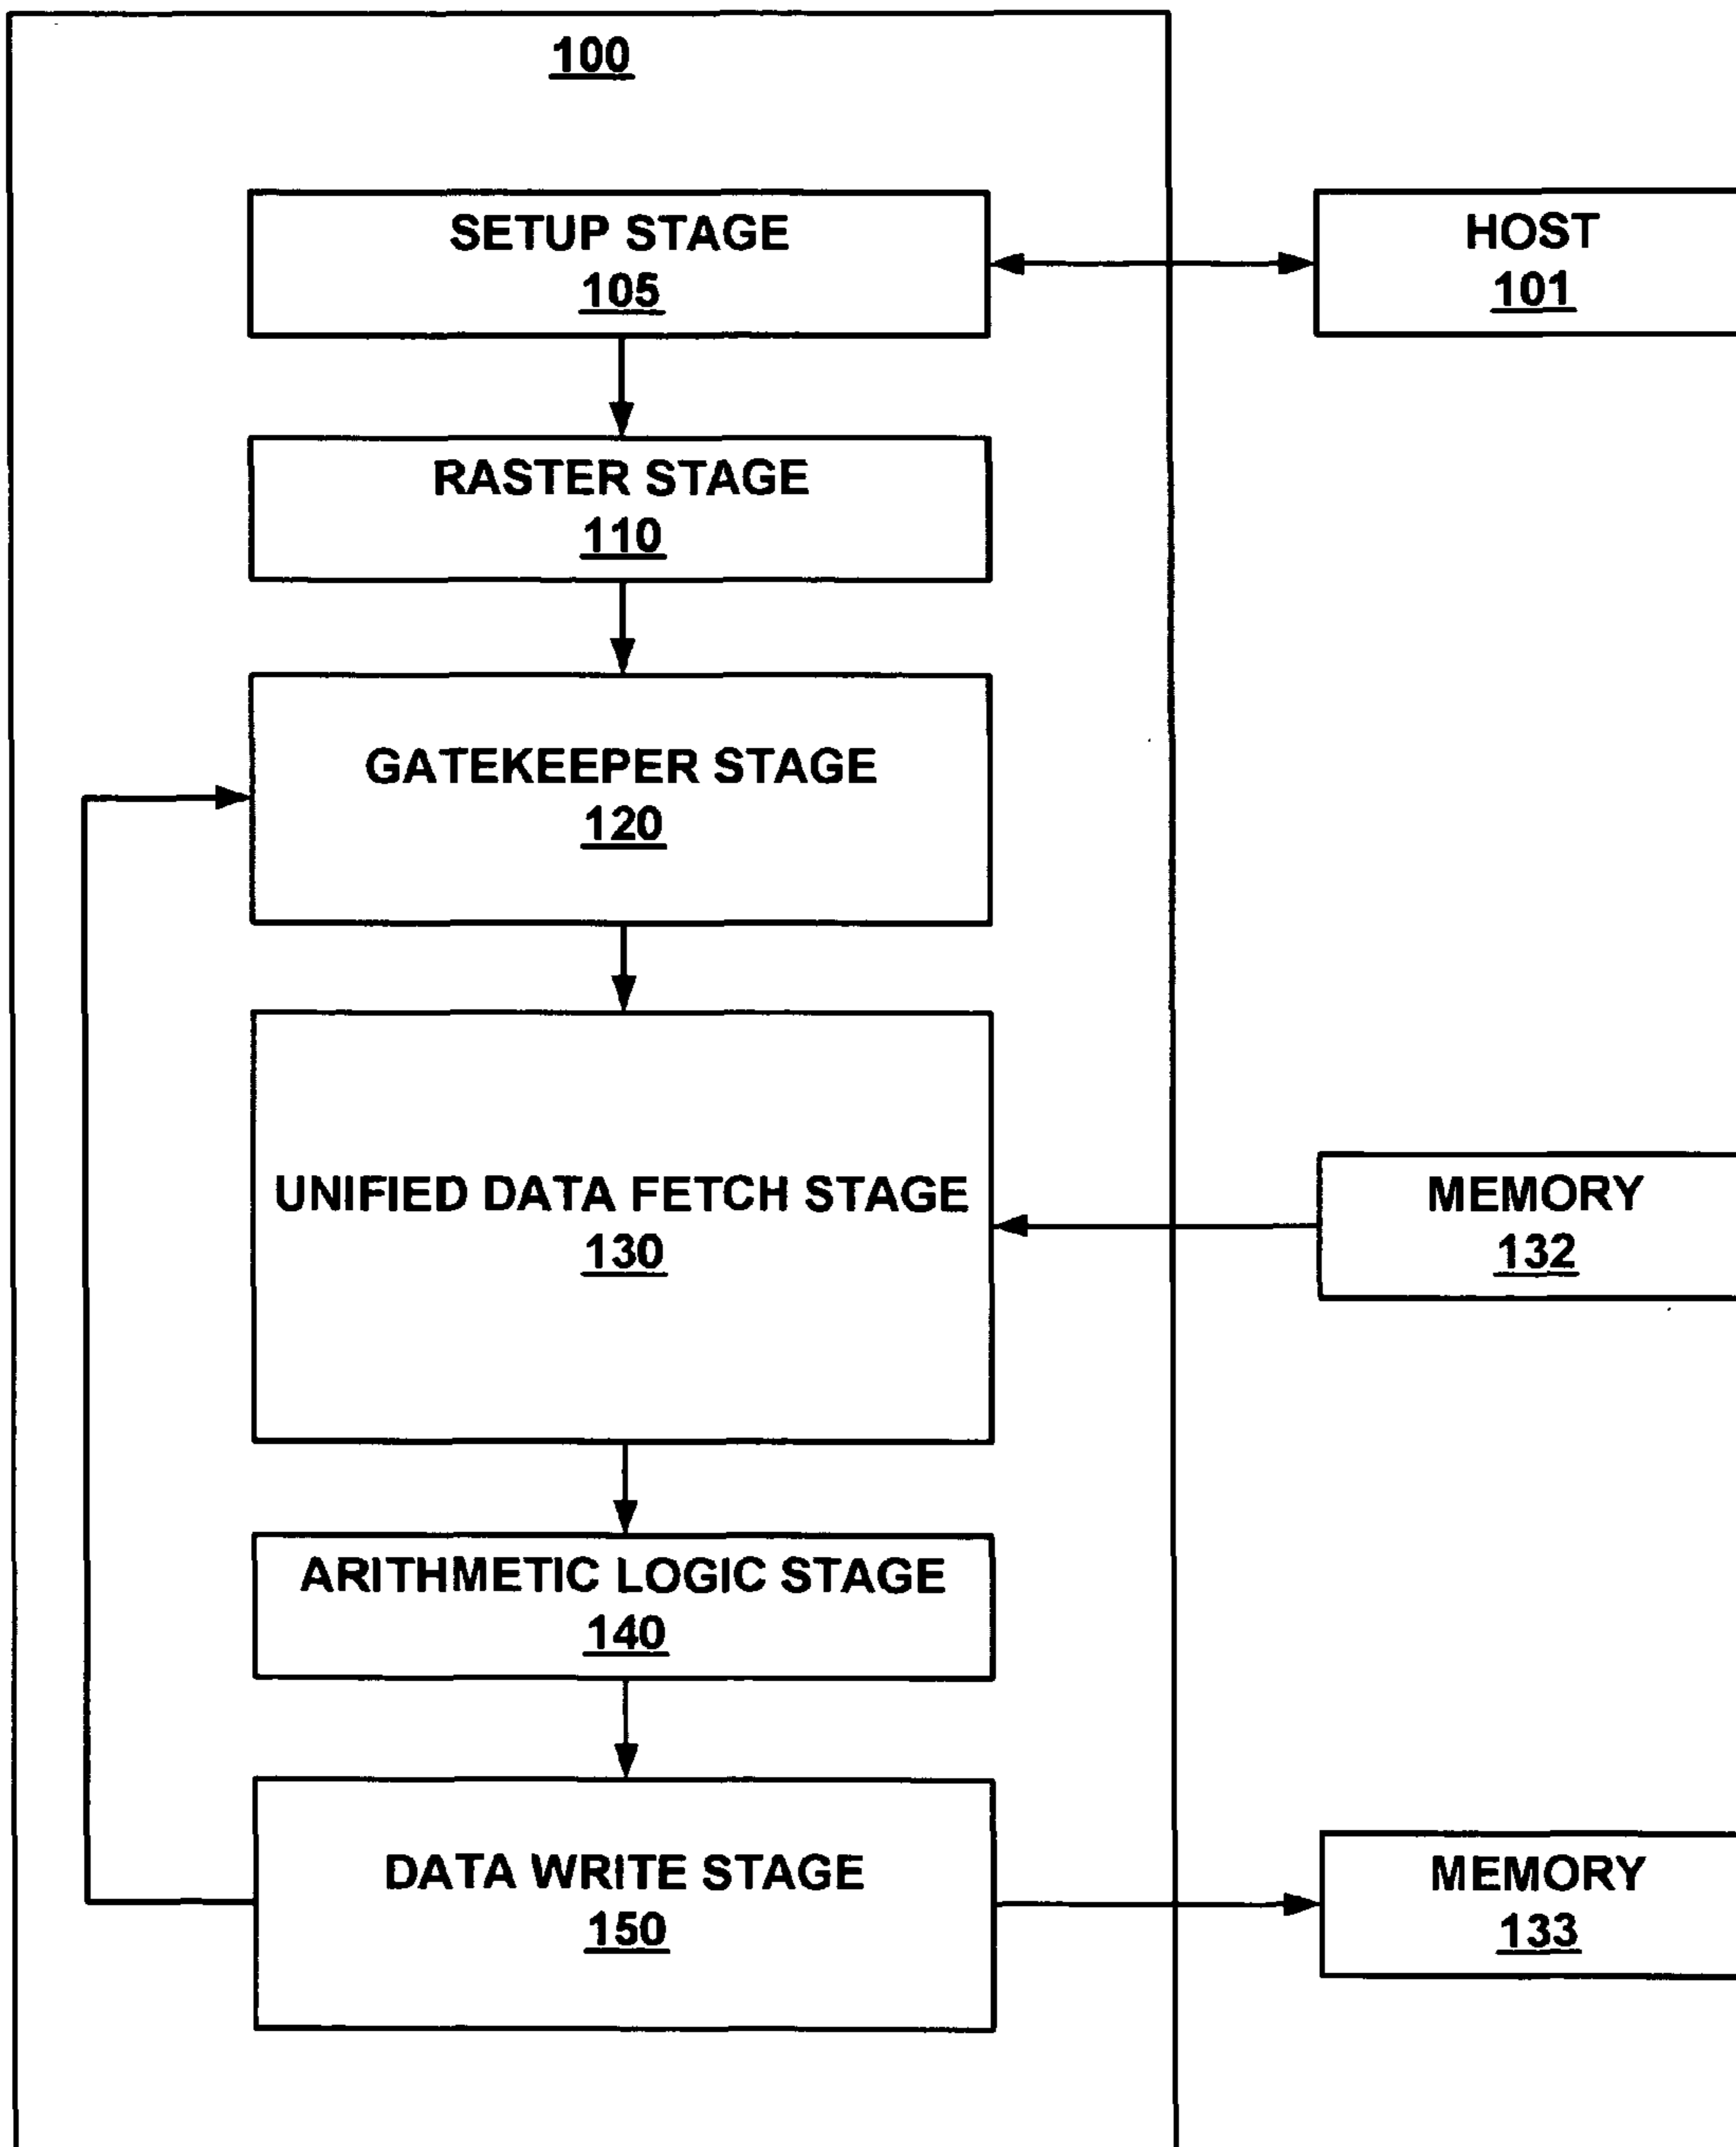 100
SETUP STAGE
105
HOST
101
RASTER STAGE
110
GATEKEEPER STAGE
120
UNIFIED DATA FETCH STAGE
130
MEMORY
132
ARITHMETIC LOGIC STAGE
140
DATA WRITE STAGE
150
MEMORY
133